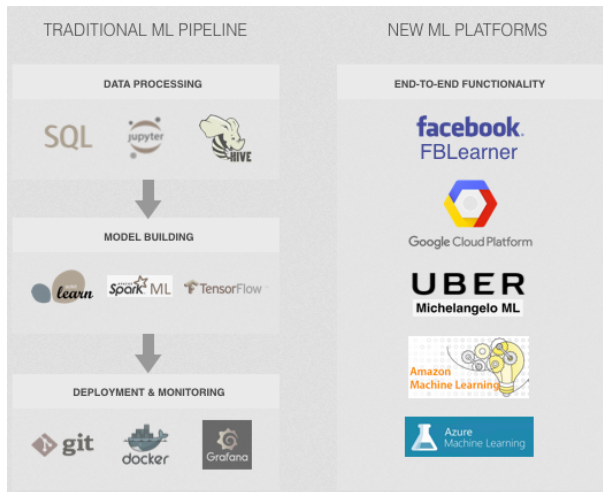 TRADITIONAL ML PIPELINE
DATA PROCESSING
SQL
jupyter
HIVE
MODEL BUILDING
learn
Spark ML
TensorFlow
DEPLOYMENT & MONITORING
git
docker
Grafana
NEW ML PLATFORMS
END-TO-END FUNCTIONALITY
facebook.
FBLearner
Google Cloud Platform
UBER
Michelangelo ML
Amazon
Machine Learning
Azure
Machine Learning